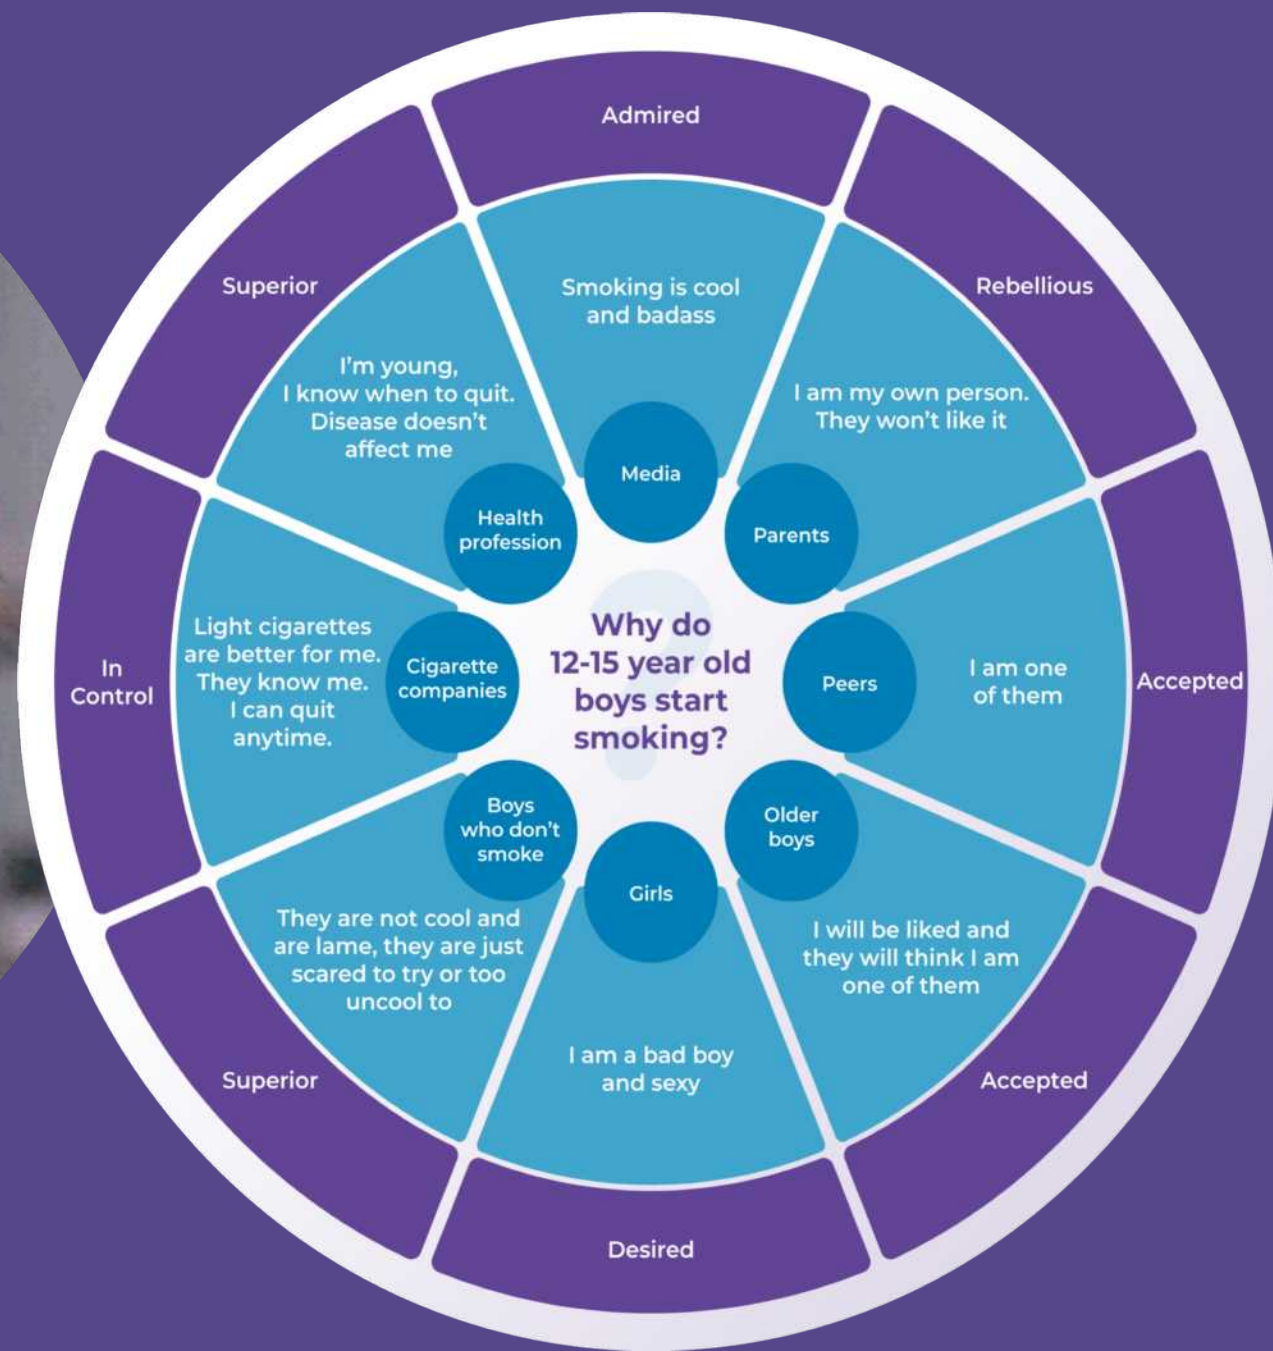 Why do
12-15 year old
boys start
smoking?
Admired
Smoking is cool
and badass
Media
Rebellious
I am my own person.
They won't like it
Parents
Accepted
I am one
of them
Peers
Accepted
I will be liked and
they will think I am
one of them
Older
boys
Desired
I am a bad boy
and sexy
Girls
Superior
They are not cool and
are lame, they are just
scared to try or too
uncool to
Boys
who don't
smoke
In
Control
Light cigarettes
are better for me.
They know me.
I can quit
anytime.
Cigarette
companies
Superior
I'm young,
I know when to quit.
Disease doesn't
affect me
Health
profession